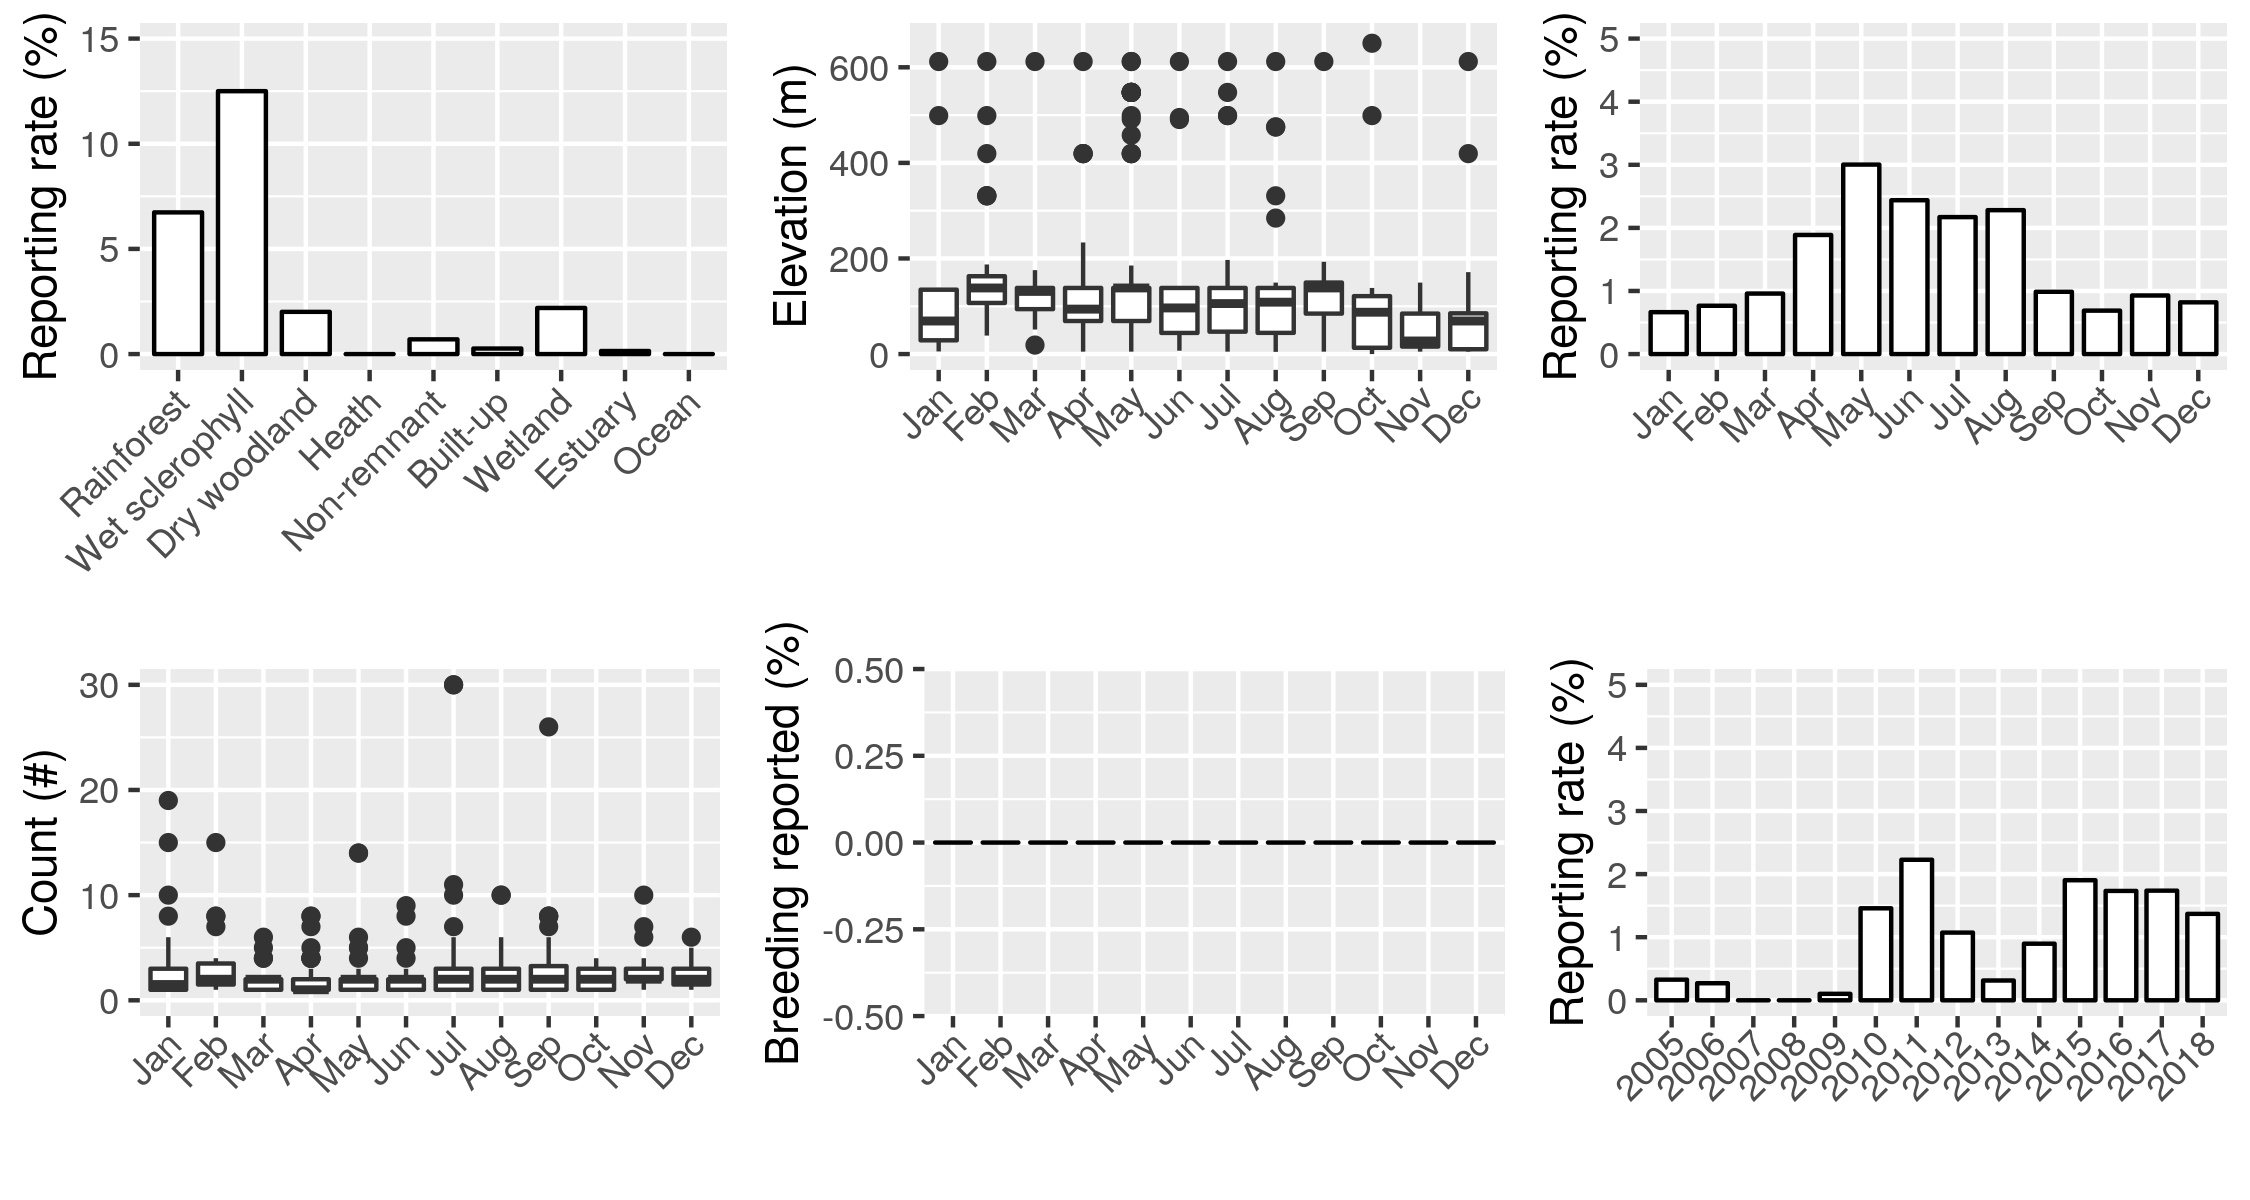 Reporting rate (%)
15
10
5
0
Rainforest
Wet sclerophyll
Dry woodland
Heath
Non-remnant
Built-up
Wetland
Estuary
Ocean
Elevation (m)
600
400
200
0
Jan
Feb
Mar
Apr
May
Jun
Jul
Aug
Sep
Oct
Nov
Dec
Reporting rate (%)
5
4
3
2
1
0
Jan
Feb
Mar
Apr
May
Jun
Jul
Aug
Sep
Oct
Nov
Dec
Count (#)
30
20
10
0
Jan
Feb
Mar
Apr
May
Jun
Jul
Aug
Sep
Oct
Nov
Dec
Breeding reported (%)
0.50
0.25
0.00
-0.25
-0.50
Jan
Feb
Mar
Apr
May
Jun
Jul
Aug
Sep
Oct
Nov
Dec
Reporting rate (%)
5
4
3
2
1
0
2005
2006
2007
2008
2009
2010
2011
2012
2013
2014
2015
2016
2017
2018